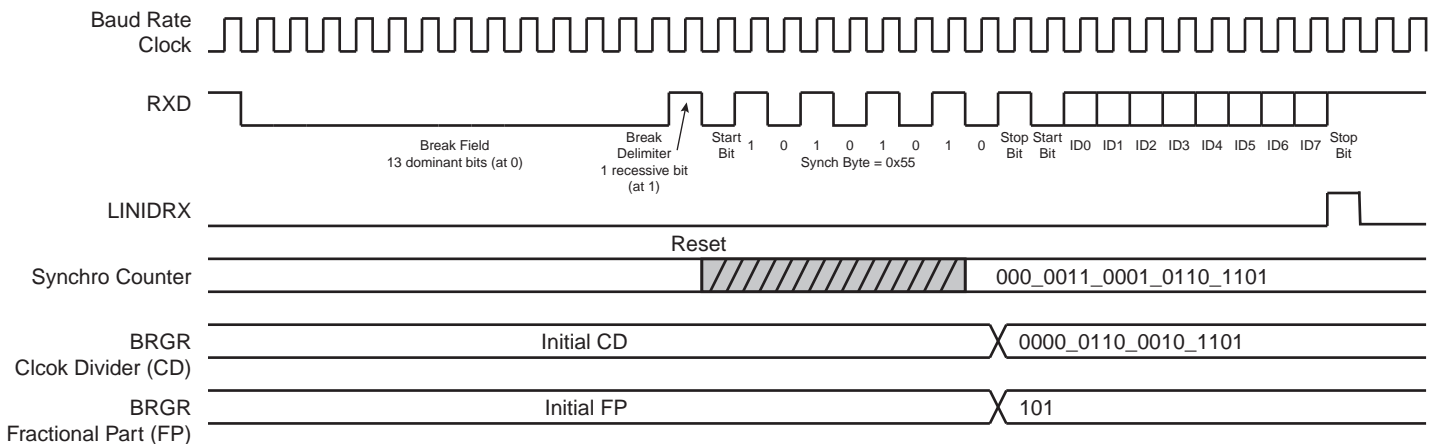 Baud Rate
Clock
RXD
Break Field
13 dominant bits (at 0)
Break
Delimiter
1 recessive bit
(at 1)
Start
Bit
1 0 1 0 1 0 1 0
Synch Byte = 0x55
Stop
Bit
Start
Bit
ID0 ID1 ID2 ID3 ID4 ID5 ID6 ID7
Stop
Bit
LINIDRX
Reset
Synchro Counter
000_0011_0001_0110_1101
BRGR
Clcok Divider (CD)
Initial CD
0000_0110_0010_1101
BRGR
Fractional Part (FP)
Initial FP
101